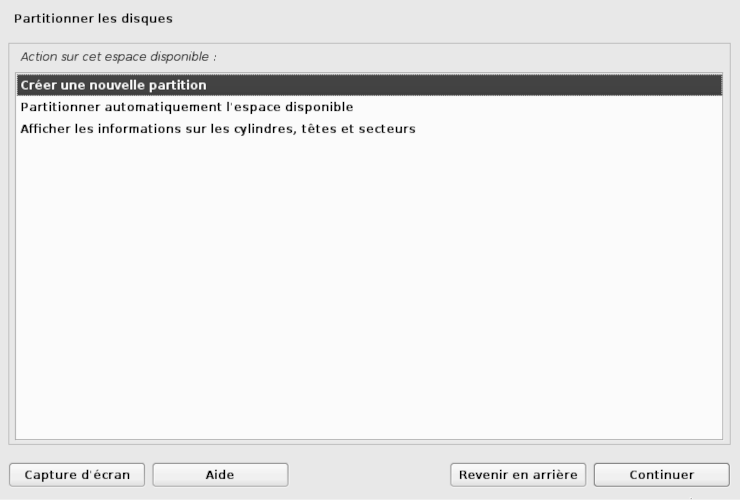 Partitionner les disques
Action sur cet espace disponible :
Créer une nouvelle partition
Partitionner automatiquement l'espace disponible
Afficher les informations sur les cylindres, têtes et secteurs
Capture d'écran
Aide
Revenir en arrière
Continuer